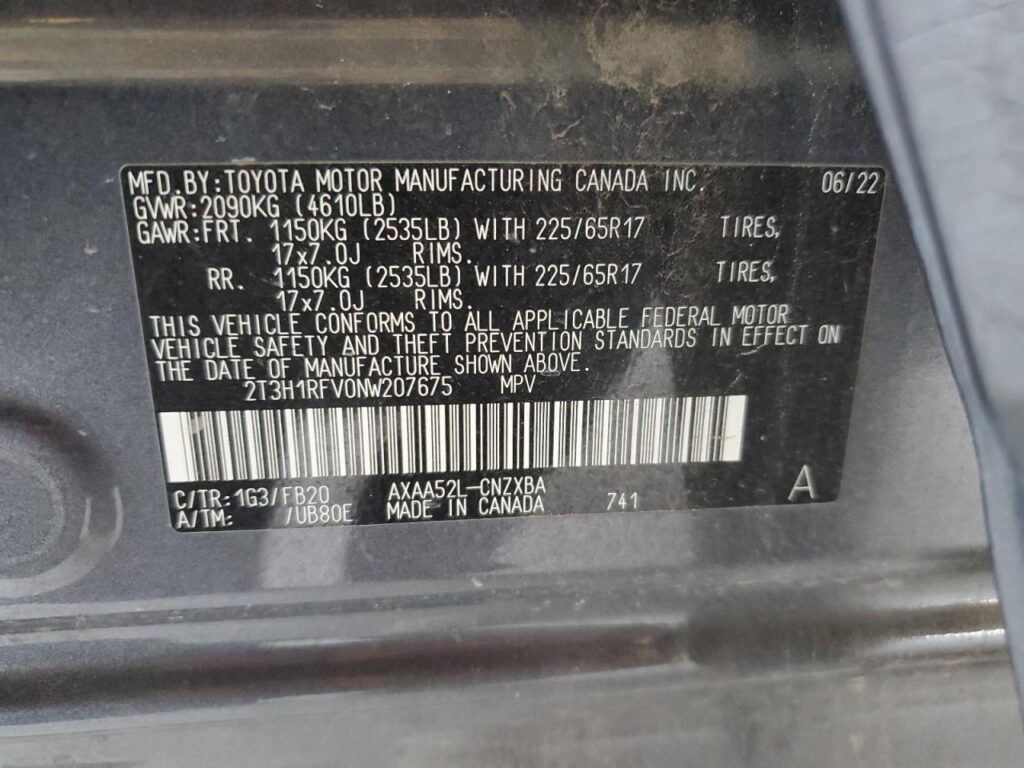 MFD.BY:TOYOTA MOTOR MANUFACTURING CANADA INC. 06/22
GVWR:2090KG (4610LB)
GAWR:FRT. 1150KG (2535LB) WITH 225/65R17 TIRES,
17x7.0J RIMS.
RR. 1150KG (2535LB) WITH 225/65R17 TIRES,
17x7.0J RIMS.
THIS VEHICLE CONFORMS TO ALL APPLICABLE FEDERAL MOTOR
VEHICLE SAFETY AND THEFT PREVENTION STANDARDS IN EFFECT ON
THE DATE OF MANUFACTURE SHOWN ABOVE.
2T3H1RFV0NW207675 MPV
C/TR:1G3/FB20 AXAA52L-CNZXBA
A/TM: /UB80E MADE IN CANADA 741 A